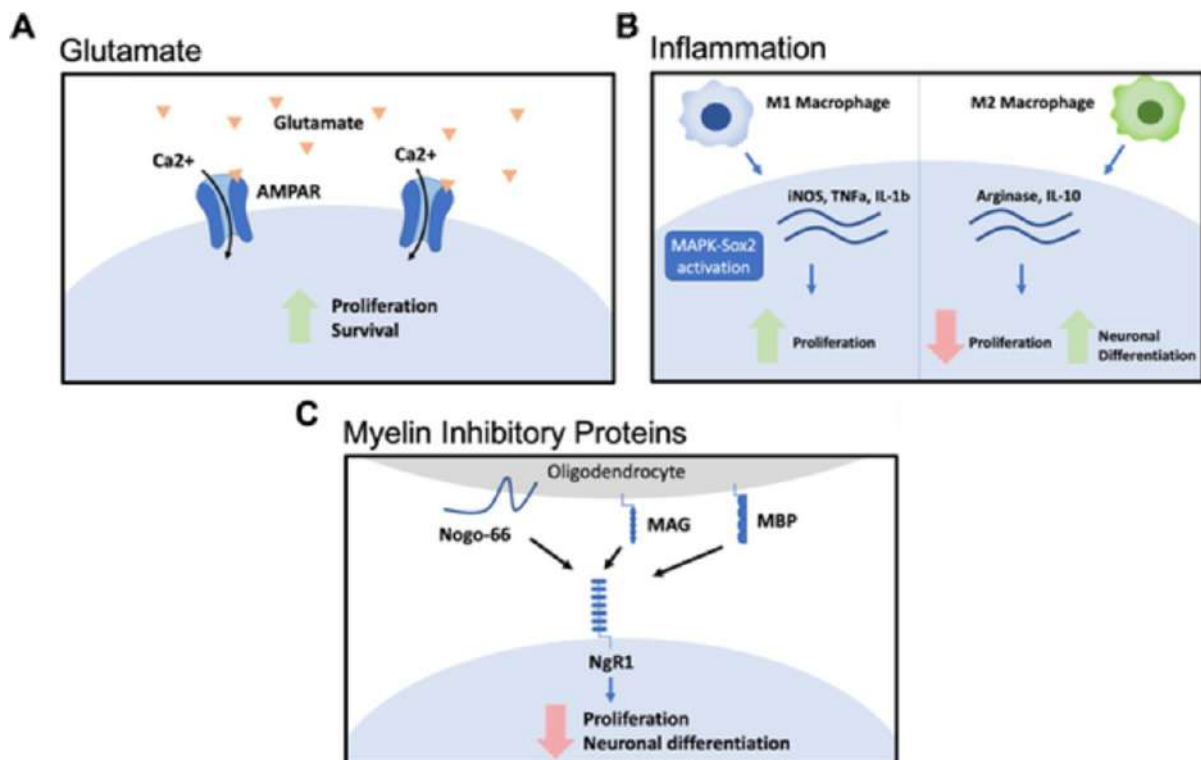 A
Glutamate
Glutamate
Ca2+
Ca2+
AMPAR
Proliferation
Survival
B
Inflammation
M1 Macrophage
M2 Macrophage
iNOS, TNFa, IL-1b
Arginase, IL-10
MAPK-Sox2
activation
Proliferation
Proliferation
Neuronal
Differentiation
C
Myelin Inhibitory Proteins
Oligodendrocyte
Nogo-66
MAG
MBP
NgR1
Proliferation
Neuronal differentiation